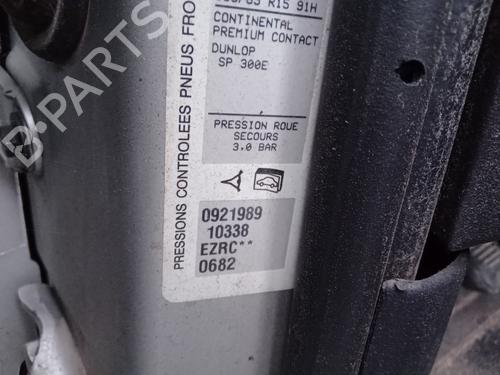 R15 91H
CONTINENTAL
PREMIUM CONTACT
DUNLOP
SP 300E
PRESSION ROUE
SECOURS
3.0 BAR
PRESSIONS CONTROLEES PNEUS FRO
0921989
10338
EZRC**
0682
B-PARTS